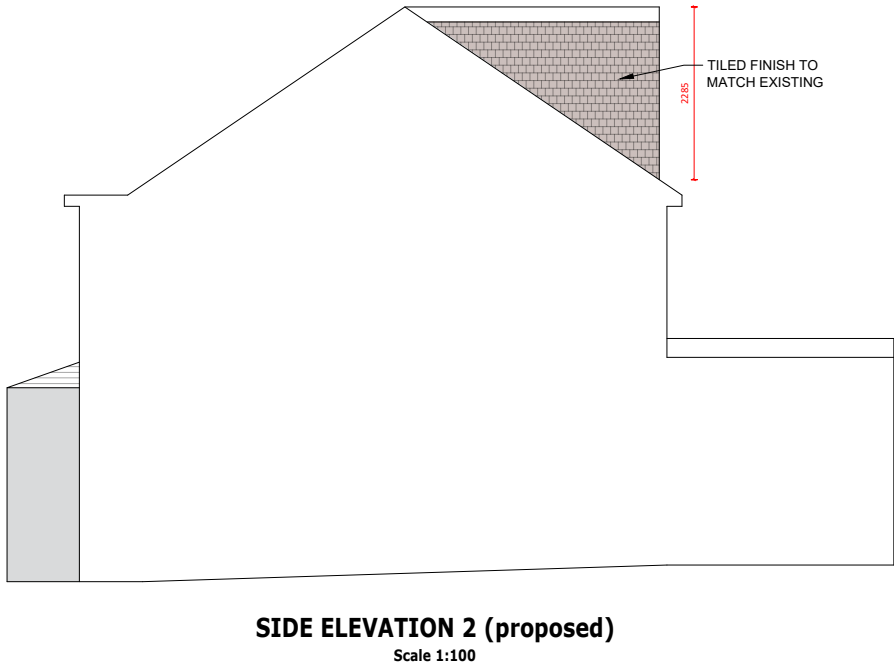 TILED FINISH TO
MATCH EXISTING
2285
SIDE ELEVATION 2 (proposed)
Scale 1:100